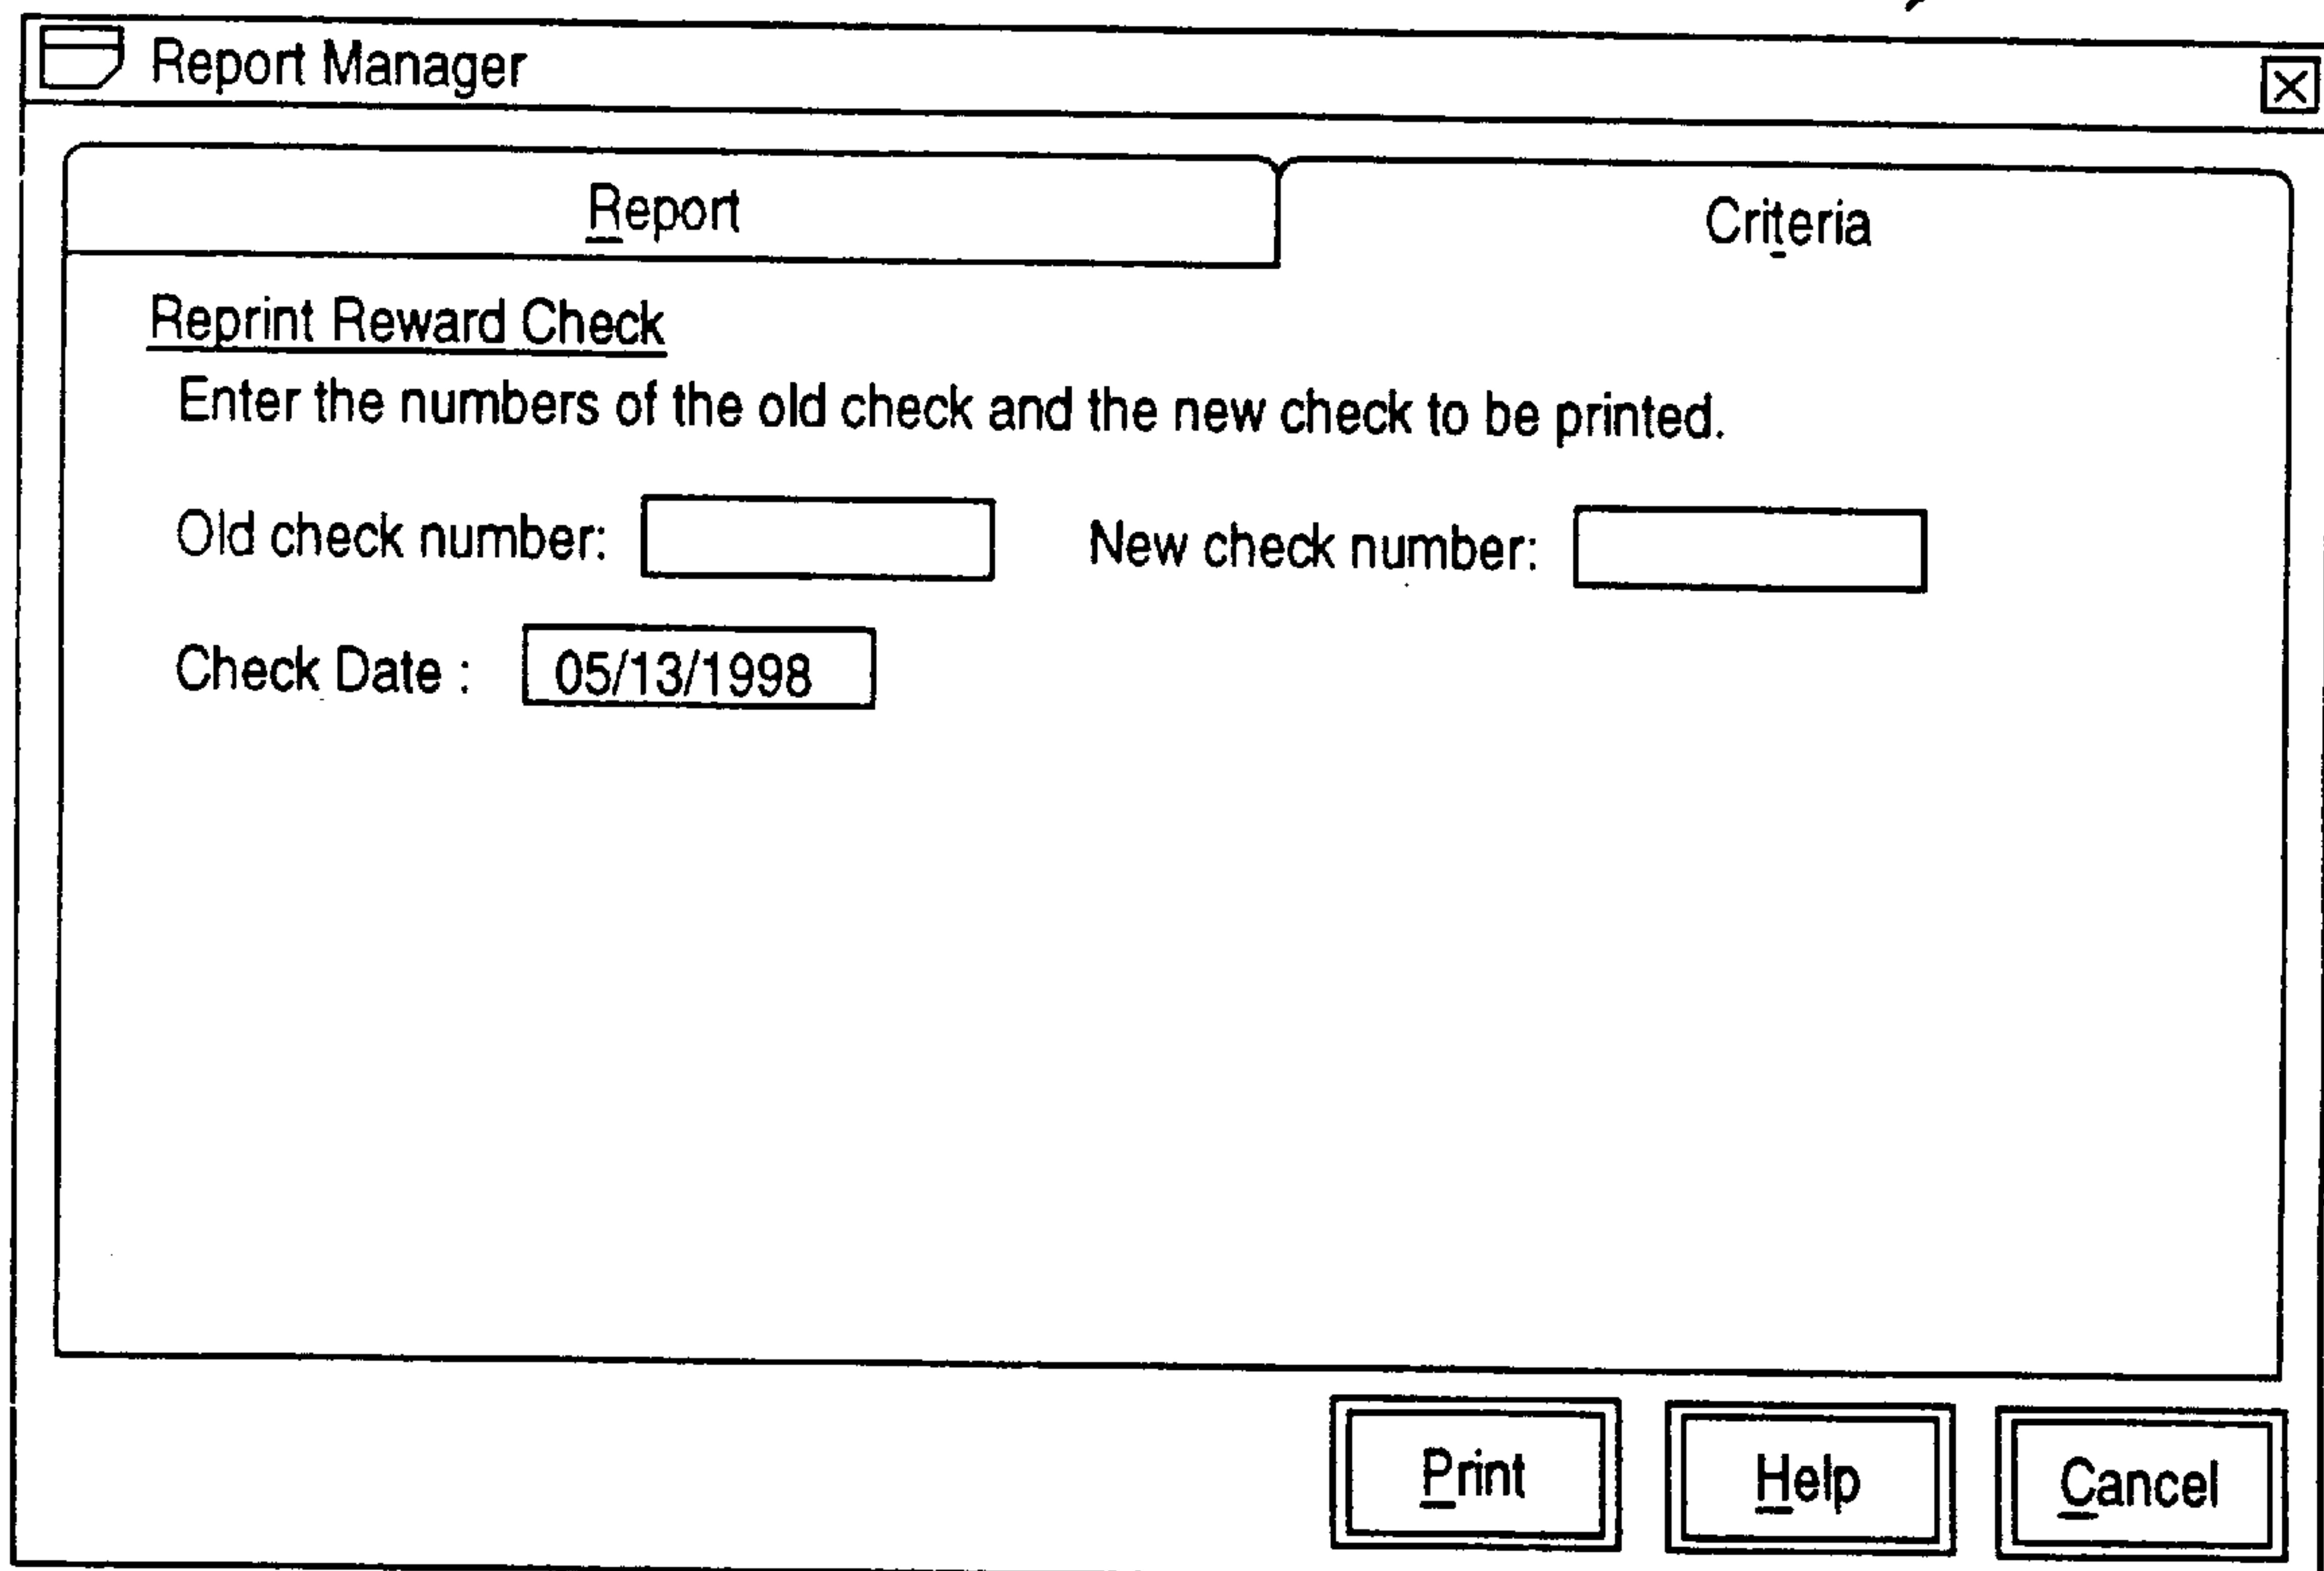 Report Manager
Report Criteria
Reprint Reward Check
Enter the numbers of the old check and the new check to be printed.
Old check number: New check number:
Check Date : 05/13/1998
Print Help Cancel